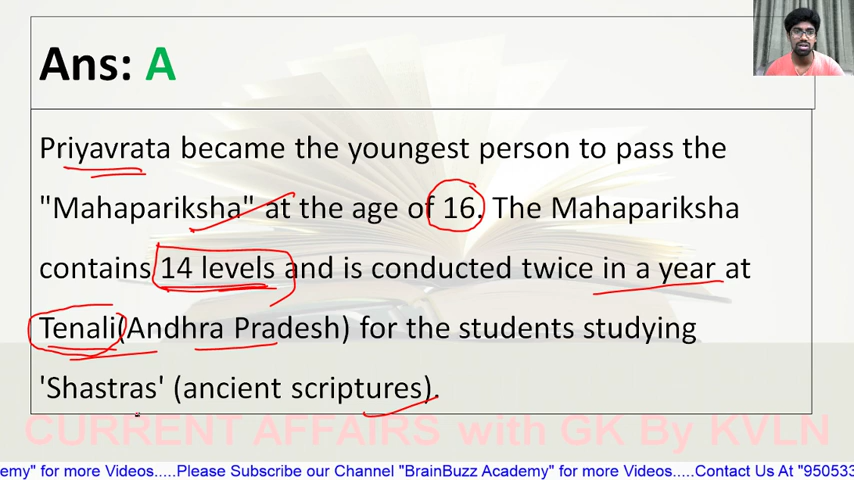 Ans: A
Priyavrata became the youngest person to pass the
"Mahapariksha" at the age of 16. The Mahapariksha
contains 14 levels and is conducted twice in a year at
Tenali(Andhra Pradesh) for the students studying
'Shastras' (ancient scriptures).
CURRENT AFFAIRS with GK By KVLN
emy" for more Videos.....Please Subscribe our Channel "BrainBuzz Academy" for more Videos.....Contact Us At "950533